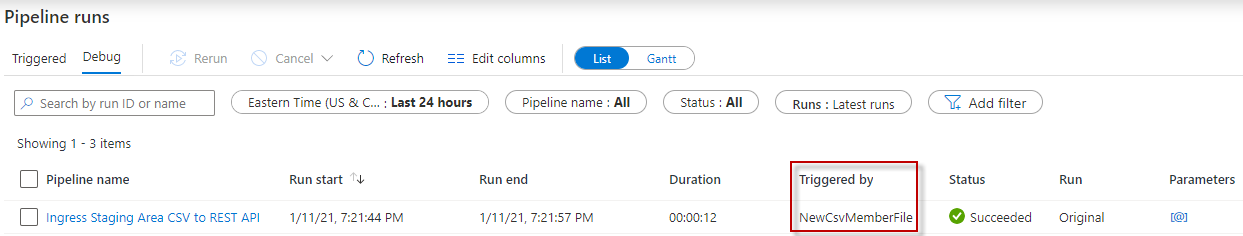 Pipeline runs
Triggered Debug Rerun Cancel Refresh Edit columns List Gantt
Search by run ID or name Eastern Time (US & C... : Last 24 hours Pipeline name : All Status : All Runs : Latest runs Add filter
Showing 1 - 3 items
Pipeline name Run start ↑↓ Run end Duration Triggered by Status Run Parameters
Ingress Staging Area CSV to REST API 1/11/21, 7:21:44 PM 1/11/21, 7:21:57 PM 00:00:12 NewCsvMemberFile Succeeded Original [@]